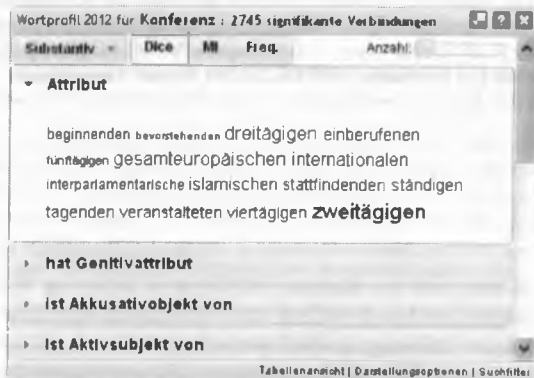 Wortprofil 2012 für Konferenz : 2745 signifikante Verbindungen
Substantiv Dice MI Freq. Anzahl:
Attribut
beginnenden bevorstehenden dreitägigen einberufenen
fünftägigen gesamteuropäischen internationalen
interparlamentarische islamischen stattfindenden ständigen
tagenden veranstalteten viertägigen zweitägigen
hat Genitivattribut
ist Akkusativobjekt von
ist Aktivsubjekt von
Tabellenansicht | Darstellungsoptionen | Suchfilter